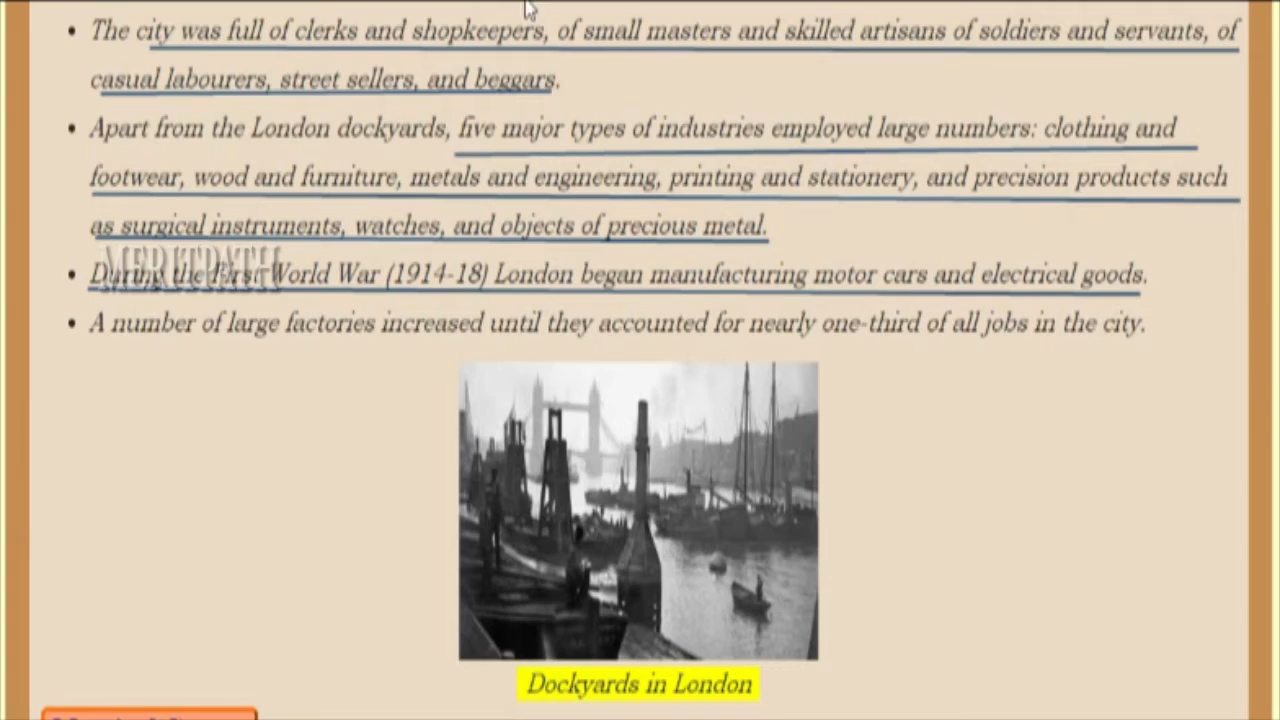 • The city was full of clerks and shopkeepers, of small masters and skilled artisans of soldiers and servants, of
casual labourers, street sellers, and beggars.
• Apart from the London dockyards, five major types of industries employed large numbers: clothing and
footwear, wood and furniture, metals and engineering, printing and stationery, and precision products such
as surgical instruments, watches, and objects of precious metal.
MERITPATH
• During the First World War (1914-18) London began manufacturing motor cars and electrical goods.
• A number of large factories increased until they accounted for nearly one-third of all jobs in the city.
Dockyards in London